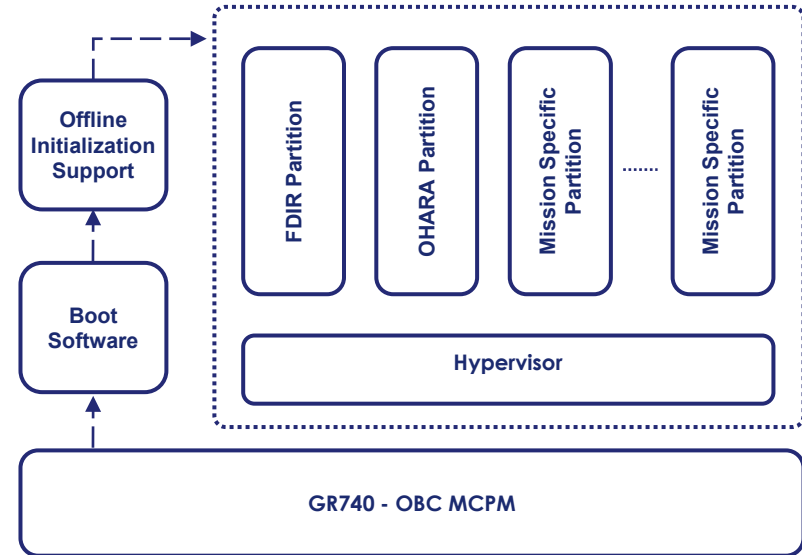 Offline
Initialization
Support
Boot
Software
FDIR Partition
OHARA Partition
Mission Specific
Partition
.......
Mission Specific
Partition
Hypervisor
GR740 - OBC MCPM